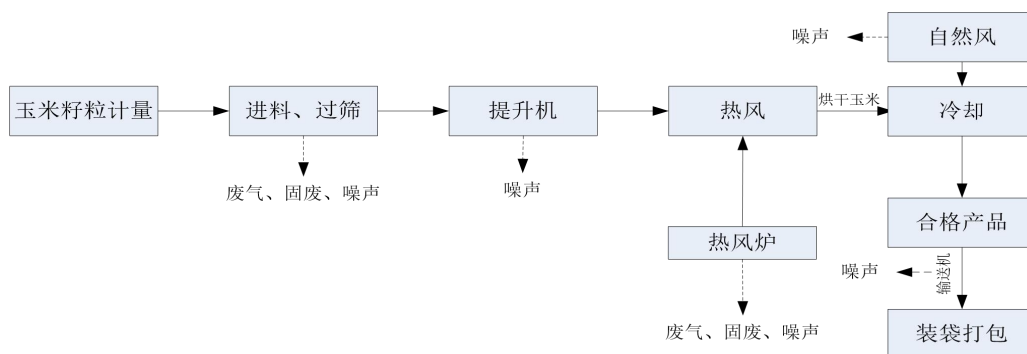 噪声
自然风
玉米籽粒计量
进料、过筛
提升机
热风
烘干玉米
冷却
废气、固废、噪声
噪声
热风炉
合格产品
噪声
输送机
废气、固废、噪声
装袋打包